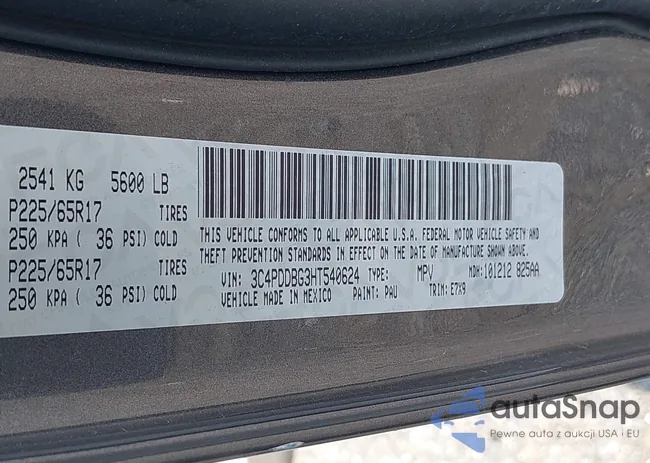 2541 KG 5600 LB
P225/65R17 TIRES
250 KPA ( 36 PSI) COLD
P225/65R17 TIRES
250 KPA ( 36 PSI) COLD
THIS VEHICLE CONFORMS TO ALL APPLICABLE U.S.A. FEDERAL MOTOR VEHICLE SAFETY AND
THEFT PREVENTION STANDARDS IN EFFECT ON THE DATE OF MANUFACTURE SHOWN ABOVE.
VIN: 3C4PDDBG3HT540624 TYPE: MPV MDH: 101212 825AA
VEHICLE MADE IN MEXICO PAINT: PAU TRIM: E7X9
autoSnap
Pewne auta z aukcji USA i EU